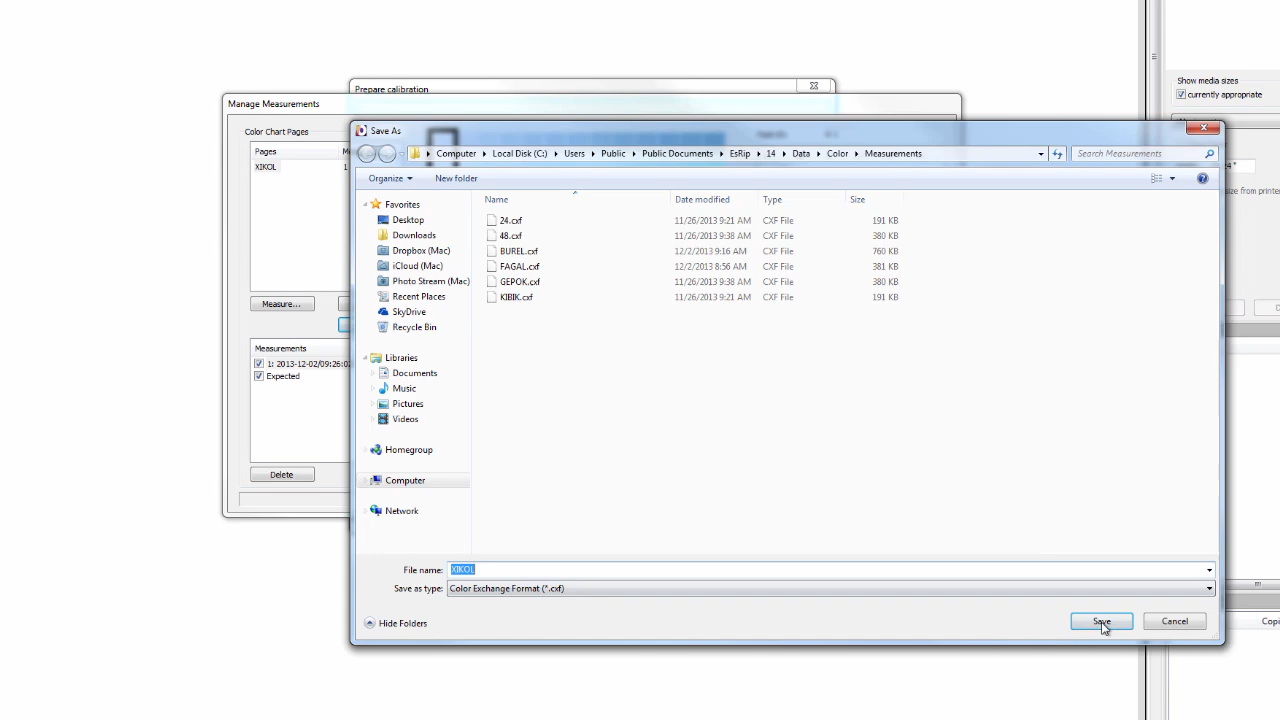 Show media sizes
currently appropriate
Prepare calibration
Manage Measurements
Color Chart Pages
Pages
XIKOL 1
Measure...
Measurements
1: 2013-12-02/09:26:0
Expected
Delete
Save As
Computer Local Disk (C:) Users Public Public Documents EsRip 14 Data Color Measurements
Search Measurements
Organize New folder
Favorites
Desktop
Downloads
Dropbox (Mac)
iCloud (Mac)
Photo Stream (Mac)
Recent Places
SkyDrive
Recycle Bin
Libraries
Documents
Music
Pictures
Videos
Homegroup
Computer
Network
Name Date modified Type Size
24.cxf 11/26/2013 9:21 AM CXF File 191 KB
48.cxf 11/26/2013 9:38 AM CXF File 380 KB
BUREL.cxf 12/2/2013 9:16 AM CXF File 760 KB
FAGAL.cxf 12/2/2013 8:56 AM CXF File 381 KB
GEPOK.cxf 11/26/2013 9:38 AM CXF File 380 KB
KIBIK.cxf 11/26/2013 9:21 AM CXF File 191 KB
File name: XIKOL
Save as type: Color Exchange Format (*.cxf)
Hide Folders
Save Cancel
size from printe
Copi